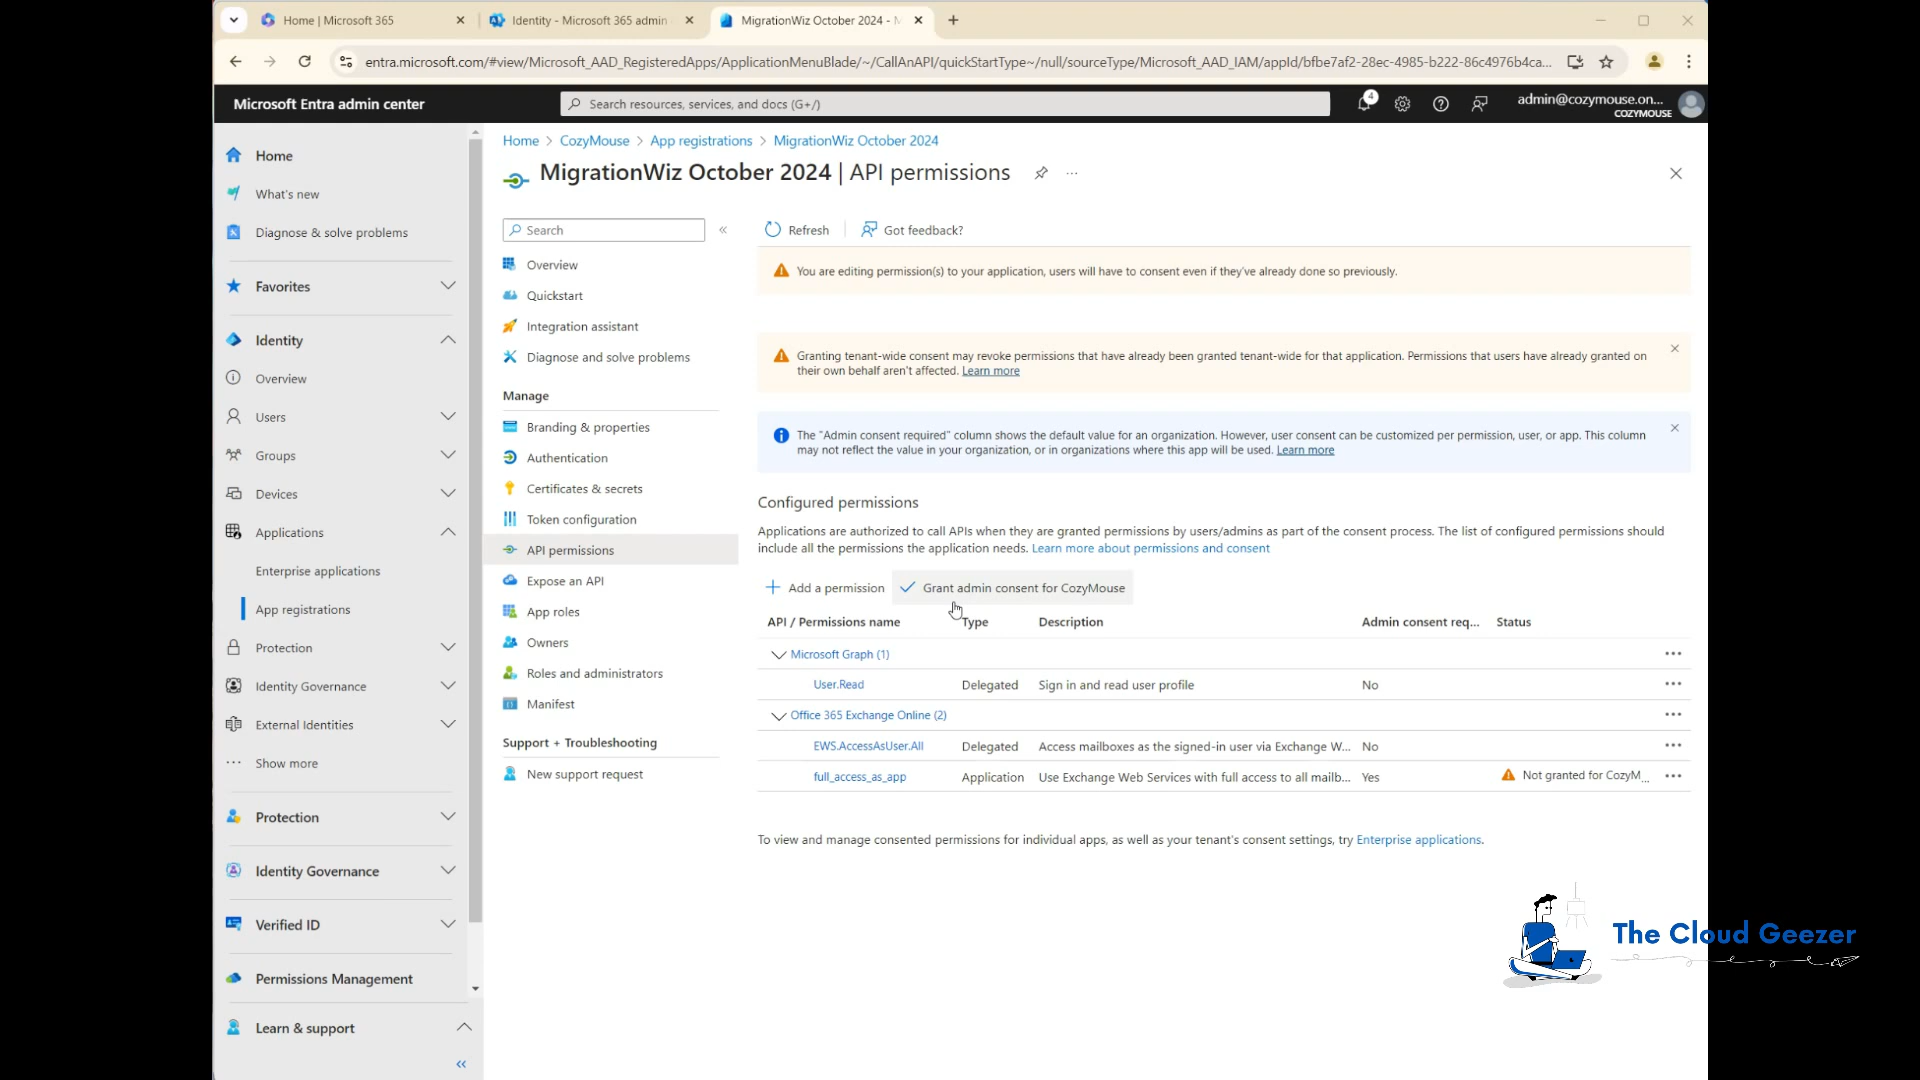 Home | Microsoft 365
Identity - Microsoft 365 admin
MigrationWiz October 2024 -
entra.microsoft.com/#view/Microsoft_AAD_RegisteredApps/ApplicationMenuBlade/~/CallAnAPI/quickStartType~/null/sourceType/Microsoft_AAD_IAM/appId/bfbe7af2-28ec-4985-b222-86c4976b4ca...
Microsoft Entra admin center
Search resources, services, and docs (G+/)
4
admin@cozymouse.on...
COZYMOUSE
Home
What's new
Diagnose & solve problems
Favorites
Identity
Overview
Users
Groups
Devices
Applications
Enterprise applications
App registrations
Protection
Identity Governance
External Identities
Show more
Protection
Identity Governance
Verified ID
Permissions Management
Learn & support
Home > CozyMouse > App registrations > MigrationWiz October 2024
MigrationWiz October 2024 | API permissions
Search
Overview
Quickstart
Integration assistant
Diagnose and solve problems
Manage
Branding & properties
Authentication
Certificates & secrets
Token configuration
API permissions
Expose an API
App roles
Owners
Roles and administrators
Manifest
Support + Troubleshooting
New support request
Refresh
Got feedback?
You are editing permission(s) to your application, users will have to consent even if they've already done so previously.
Granting tenant-wide consent may revoke permissions that have already been granted tenant-wide for that application. Permissions that users have already granted on
their own behalf aren't affected. Learn more
The "Admin consent required" column shows the default value for an organization. However, user consent can be customized per permission, user, or app. This column
may not reflect the value in your organization, or in organizations where this app will be used. Learn more
Configured permissions
Applications are authorized to call APIs when they are granted permissions by users/admins as part of the consent process. The list of configured permissions should
include all the permissions the application needs. Learn more about permissions and consent
Add a permission
Grant admin consent for CozyMouse
API / Permissions name Type Description Admin consent req... Status
Microsoft Graph (1)
User.Read Delegated Sign in and read user profile No
Office 365 Exchange Online (2)
EWS.AccessAsUser.All Delegated Access mailboxes as the signed-in user via Exchange W... No
full_access_as_app Application Use Exchange Web Services with full access to all mailb... Yes Not granted for CozyM...
To view and manage consented permissions for individual apps, as well as your tenant's consent settings, try Enterprise applications.
The Cloud Geezer